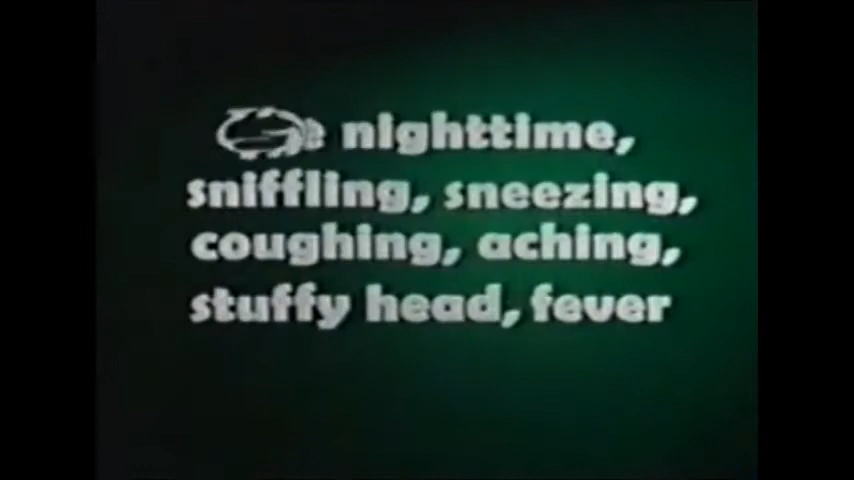 nighttime,
sniffling, sneezing,
coughing, aching,
stuffy head, fever